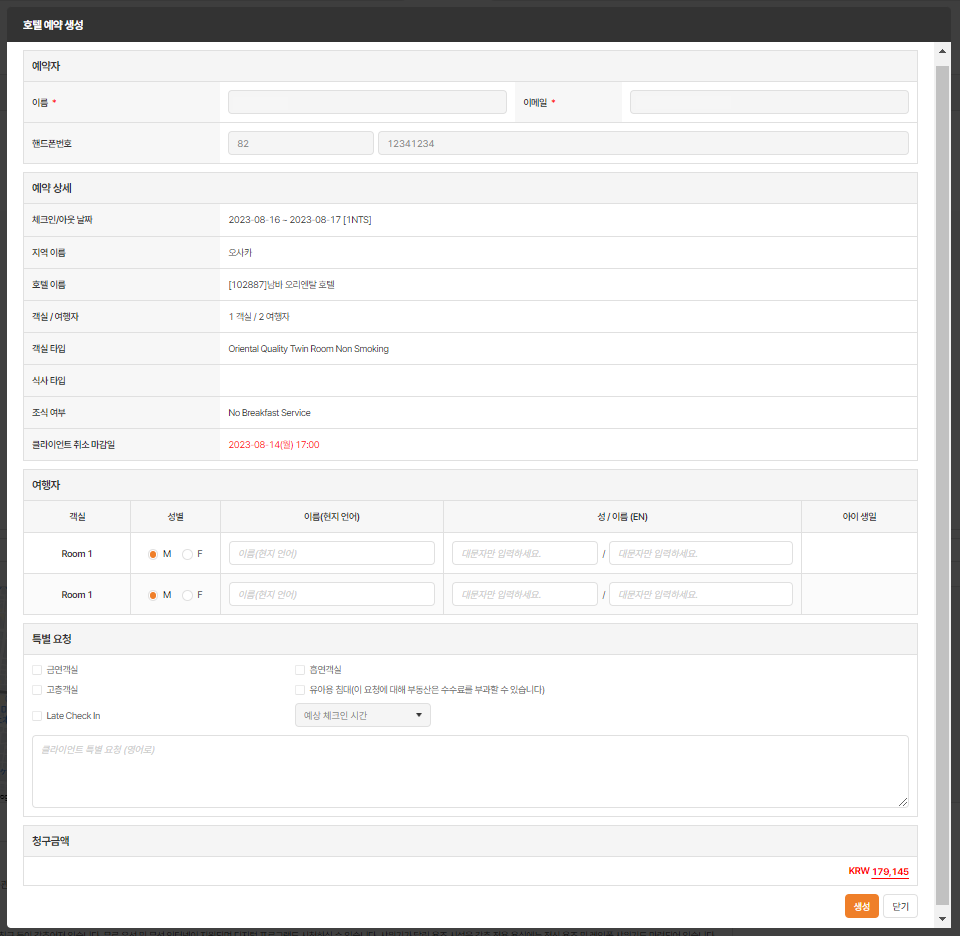 호텔 예약 생성
예약자
이름 *
이메일 *
핸드폰번호 82 12341234
예약 상세
체크인/아웃 날짜 2023-08-16 ~ 2023-08-17 [1NTS]
지역 이름 오사카
호텔 이름 [102887]남바 오리엔탈 호텔
객실 / 여행자 1 객실 / 2 여행자
객실 타입 Oriental Quality Twin Room Non Smoking
식사 타입
조식 여부 No Breakfast Service
클라이언트 취소 마감일 2023-08-14(월) 17:00
여행자
객실 성별 이름(현지 언어) 성 / 이름 (EN) 아이 생일
Room 1 M F 이름(현지 언어) 대문자만 입력하세요. / 대문자만 입력하세요.
Room 1 M F 이름(현지 언어) 대문자만 입력하세요. / 대문자만 입력하세요.
특별 요청
금연객실 흡연객실
고층객실 유아용 침대(이 요청에 대해 부동산은 수수료를 부과할 수 있습니다)
Late Check In 예상 체크인 시간
클라이언트 특별 요청 (영어로)
청구금액
KRW 179,145
생성 닫기